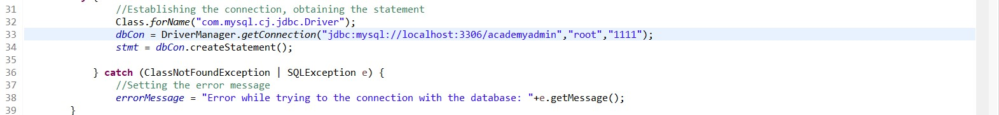 y {
31 //Establishing the connection, obtaining the statement
32 Class.forName("com.mysql.cj.jdbc.Driver");
33 dbCon = DriverManager.getConnection("jdbc:mysql://localhost:3306/academyadmin","root","1111");
34 stmt = dbCon.createStatement();
35
36 } catch (ClassNotFoundException | SQLException e) {
37 //Setting the error message
38 errorMessage = "Error while trying to the connection with the database: "+e.getMessage();
39 }